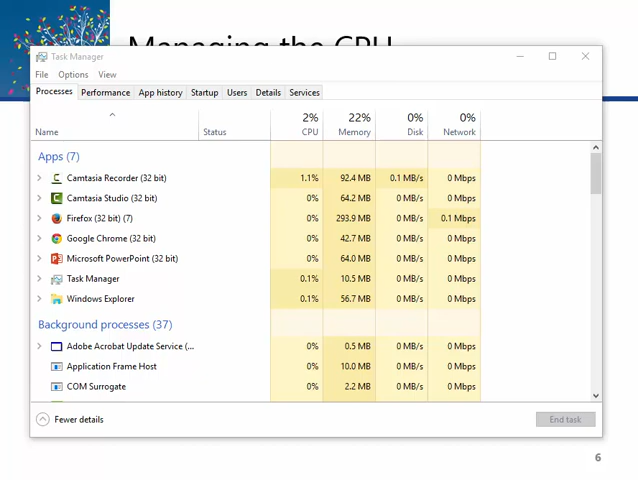 Managing the CPU
Task Manager
File Options View
Processes Performance App history Startup Users Details Services
2% 22% 0% 0%
Name Status CPU Memory Disk Network
Apps (7)
Camtasia Recorder (32 bit) 1.1% 92.4 MB 0.1 MB/s 0 Mbps
Camtasia Studio (32 bit) 0% 64.2 MB 0 MB/s 0 Mbps
Firefox (32 bit) (7) 0% 293.9 MB 0 MB/s 0.1 Mbps
Google Chrome (32 bit) 0% 42.7 MB 0 MB/s 0 Mbps
Microsoft PowerPoint (32 bit) 0% 64.0 MB 0 MB/s 0 Mbps
Task Manager 0.1% 10.5 MB 0 MB/s 0 Mbps
Windows Explorer 0.1% 56.7 MB 0 MB/s 0 Mbps
Background processes (37)
Adobe Acrobat Update Service (... 0% 0.5 MB 0 MB/s 0 Mbps
Application Frame Host 0% 10.0 MB 0 MB/s 0 Mbps
COM Surrogate 0% 2.2 MB 0 MB/s 0 Mbps
Fewer details End task
6